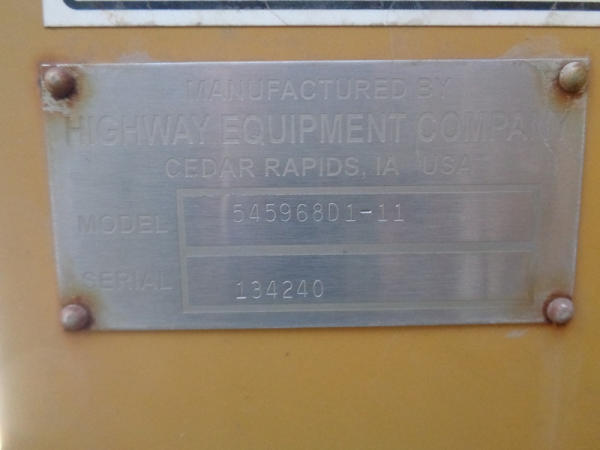 MANUFACTURED BY
HIGHWAY EQUIPMENT COMPANY
CEDAR RAPIDS, IA USA
MODEL 545968D1-11
SERIAL 134240